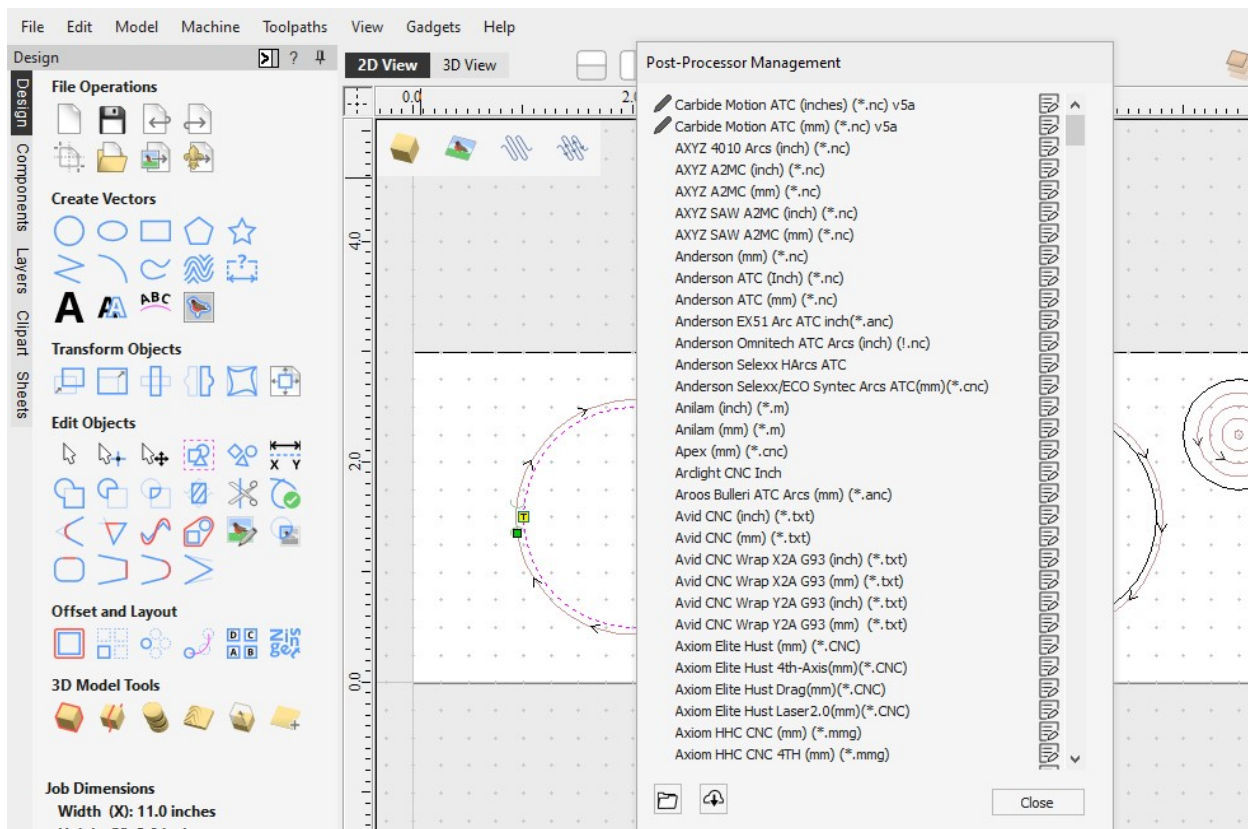 File Edit Model Machine Toolpaths View Gadgets Help
Design ?
2D View 3D View
Design
Components
Layers
Clipart
Sheets
File Operations
Create Vectors
A A ABC
Transform Objects
Edit Objects
X Y
Offset and Layout
D C
A B
3D Model Tools
Job Dimensions
Width (X): 11.0 inches
0.0 2.
4.0
2.0
0.0
T
Post-Processor Management
Carbide Motion ATC (inches) (*.nc) v5a
Carbide Motion ATC (mm) (*.nc) v5a
AXYZ 4010 Arcs (inch) (*.nc)
AXYZ A2MC (inch) (*.nc)
AXYZ A2MC (mm) (*.nc)
AXYZ SAW A2MC (inch) (*.nc)
AXYZ SAW A2MC (mm) (*.nc)
Anderson (mm) (*.nc)
Anderson ATC (Inch) (*.nc)
Anderson ATC (mm) (*.nc)
Anderson EX51 Arc ATC inch(*.anc)
Anderson Omnitech ATC Arcs (inch) (!.nc)
Anderson Selexx HArcs ATC
Anderson Selexx/ECO Syntec Arcs ATC(mm)(*.cnc)
Anilam (inch) (*.m)
Anilam (mm) (*.m)
Apex (mm) (*.cnc)
Arclight CNC Inch
Aroos Bulleri ATC Arcs (mm) (*.anc)
Avid CNC (inch) (*.txt)
Avid CNC (mm) (*.txt)
Avid CNC Wrap X2A G93 (inch) (*.txt)
Avid CNC Wrap X2A G93 (mm) (*.txt)
Avid CNC Wrap Y2A G93 (inch) (*.txt)
Avid CNC Wrap Y2A G93 (mm) (*.txt)
Axiom Elite Hust (mm) (*.CNC)
Axiom Elite Hust 4th-Axis(mm)(*.CNC)
Axiom Elite Hust Drag(mm)(*.CNC)
Axiom Elite Hust Laser2.0(mm)(*.CNC)
Axiom HHC CNC (mm) (*.mmg)
Axiom HHC CNC 4TH (mm) (*.mmg)
Close